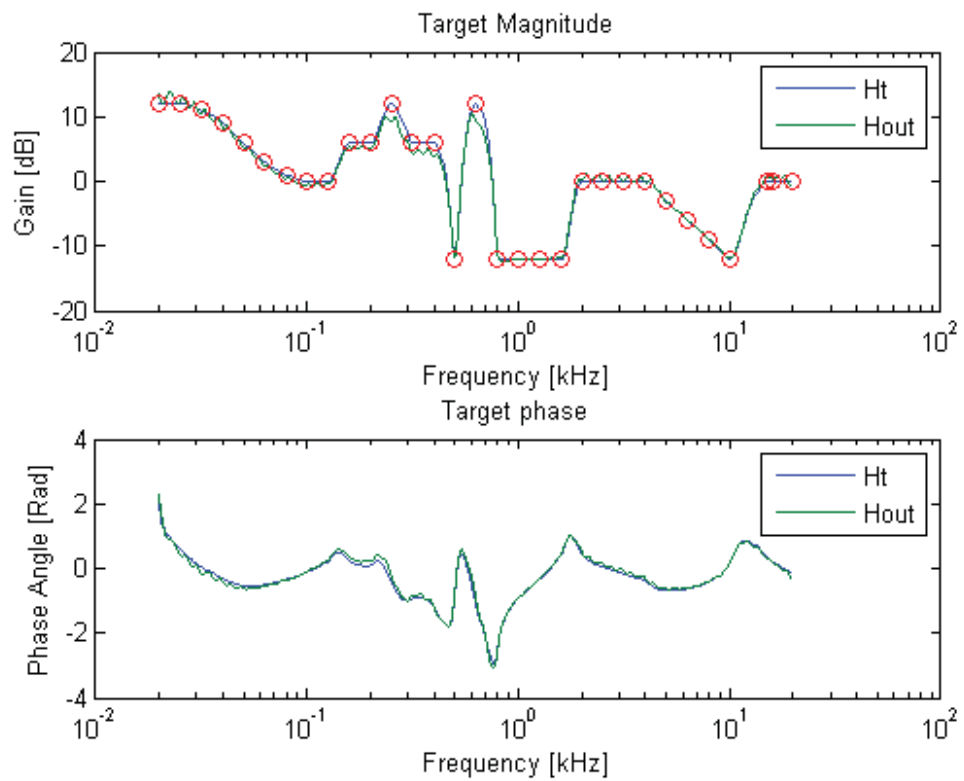 Target Magnitude
20
10
0
-10
-20
Gain [dB]
Ht
Hout
10^-2
10^-1
10^0
10^1
10^2
Frequency [kHz]
Target phase
4
2
0
-2
-4
Phase Angle [Rad]
Ht
Hout
10^-2
10^-1
10^0
10^1
10^2
Frequency [kHz]